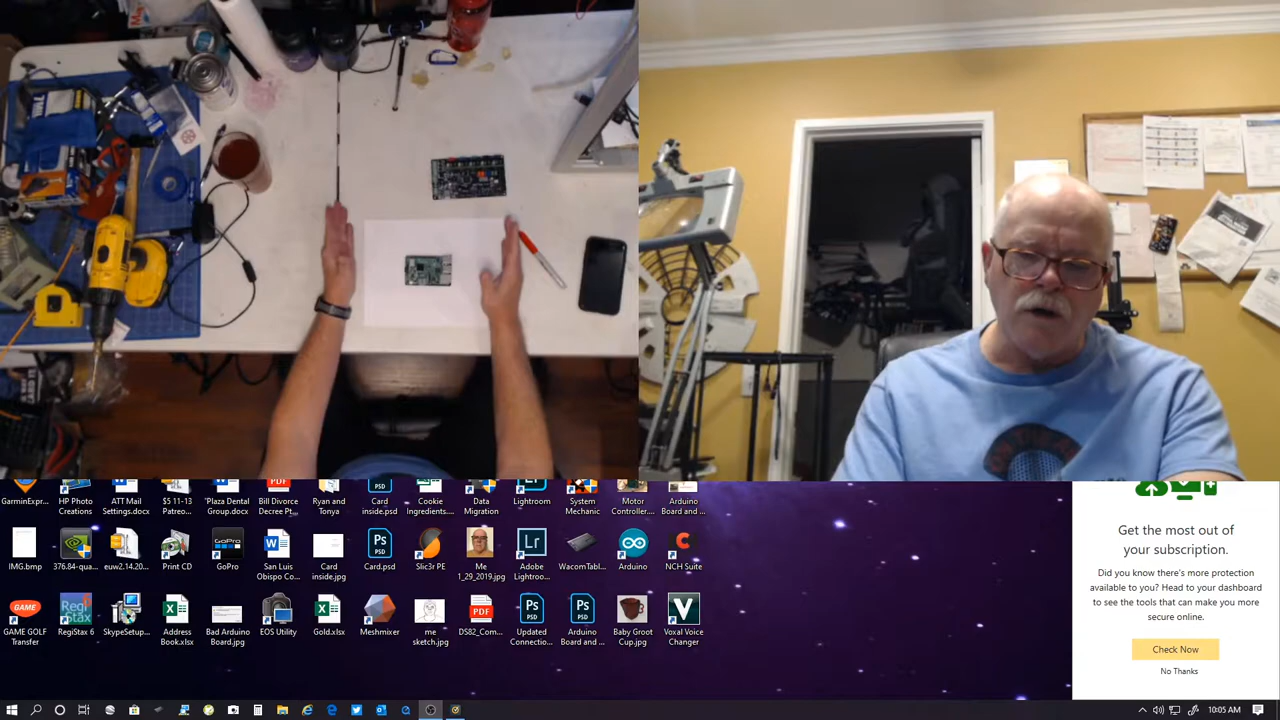 GarminExpr...
HP Photo
Creations
ATT Mail
Settings.docx
$5 11-13
Patreo...
"Plaza Dental
Group.docx
Bill Divorce
Decree Pt...
Ryan and
Tonya
Card
inside.psd
Cookie
Ingredients...
Data
Migration
Lightroom
System
Mechanic
Motor
Controller....
Arduino
Board and ...
IMG.bmp
376.84-qua...
euw2.14.20...
Print CD
GoPro
San Luis
Obispo Co...
Card
inside.jpg
Card.psd
Slic3r PE
Me
1_29_2019.jpg
Adobe
Lightroo...
WacomTabl...
Arduino
NCH Suite
GAME GOLF
Transfer
RegiStax 6
SkypeSetup...
Address
Book.xlsx
Bad Arduino
Board.jpg
EOS Utility
Gold.xlsx
Meshmixer
me
sketch.jpg
DS82_Com...
Updated
Connectio...
Arduino
Board and ...
Baby Groot
Cup.jpg
Voxal Voice
Changer
Get the most out of
your subscription.
Did you know there's more protection
available to you? Head to your dashboard
to see the tools that can make you more
secure online.
Check Now
No Thanks
10:05 AM